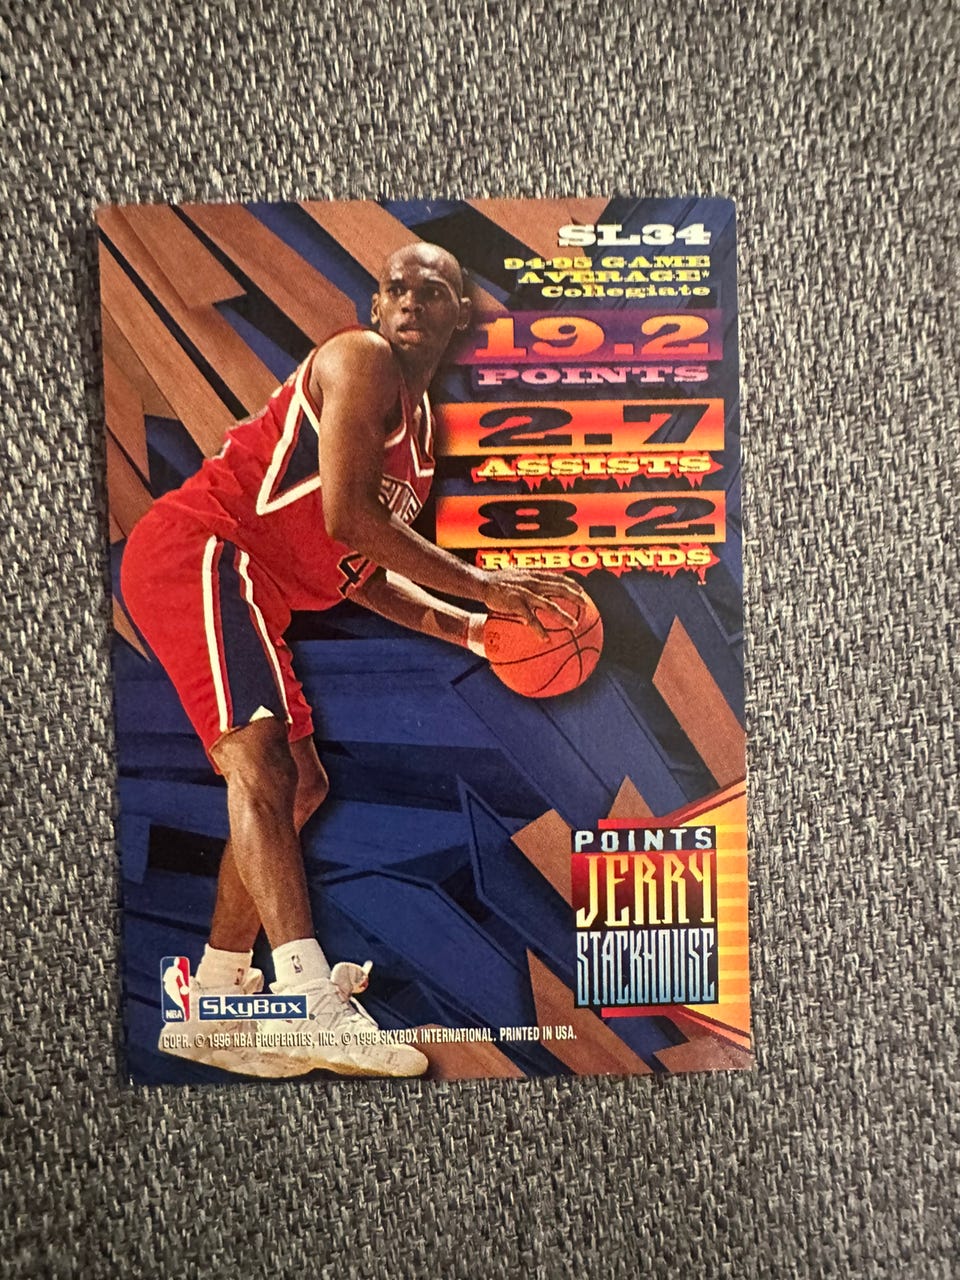 SL34
94-95 GAME
AVERAGE*
Collegiate
19.2
POINTS
2.7
ASSISTS
8.2
REBOUNDS
4
POINTS
JERRY
STACKHOUSE
NBA
SkyBox
COPR. © 1996 NBA PROPERTIES, INC. © 1996 SKYBOX INTERNATIONAL. PRINTED IN USA.